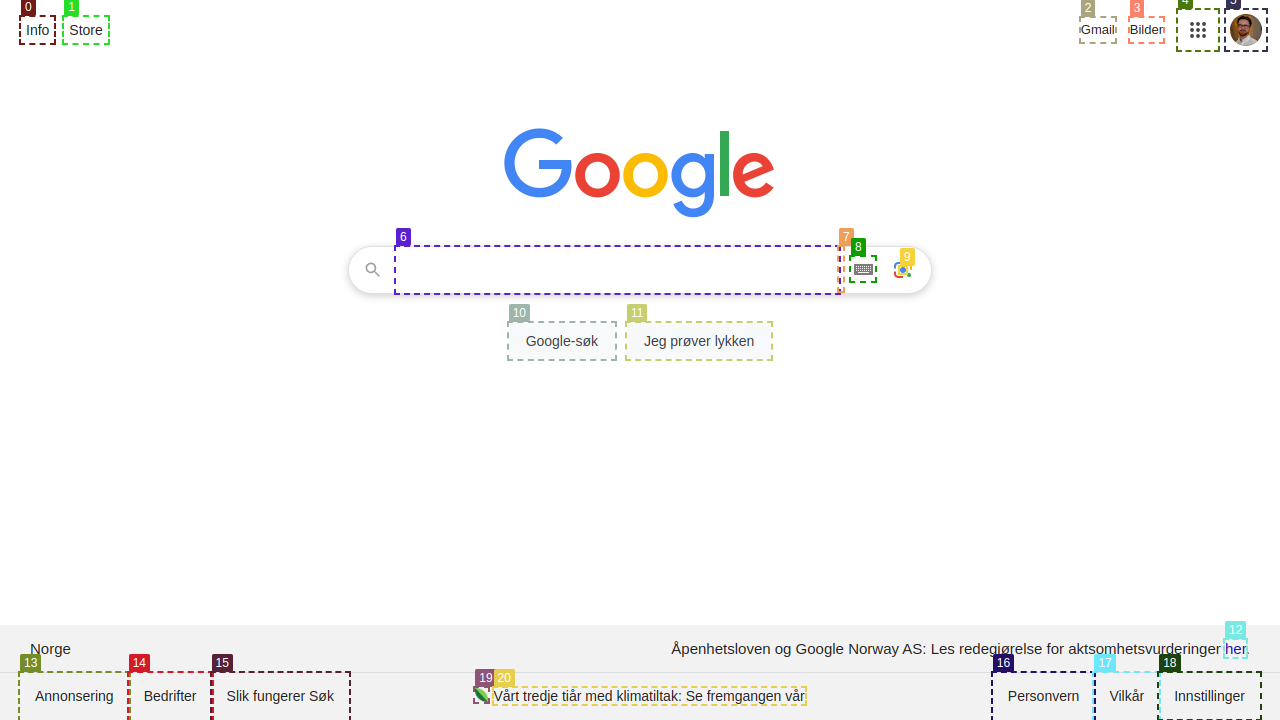 0 1 2 3 4 5
Info Store Gmail Bilder
Google
6 7 8 9
10 11
Google-søk Jeg prøver lykken
12
Norge Åpenhetsloven og Google Norway AS: Les redegjørelse for aktsomhetsvurderinger her.
13 14 15 19 20 16 17 18
Annonsering Bedrifter Slik fungerer Søk Vårt tredje tiår med klimatiltak: Se fremgangen vår Personvern Vilkår Innstillinger